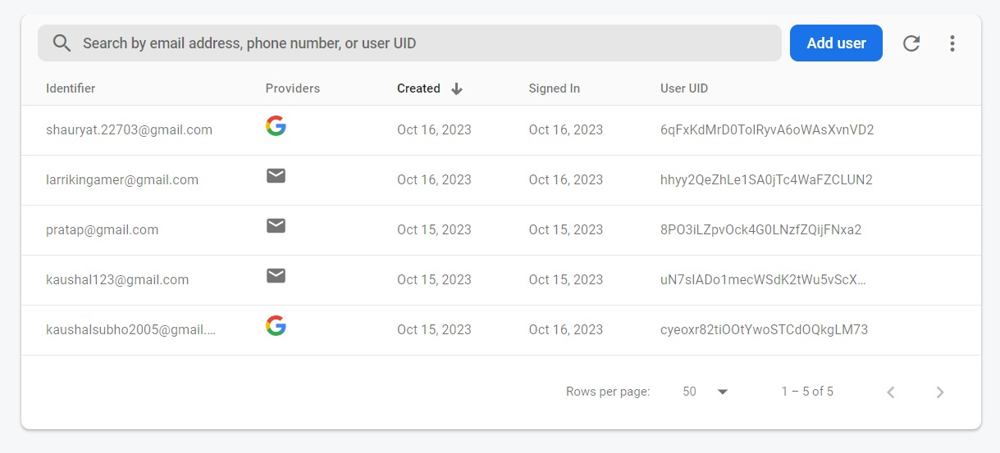 Search by email address, phone number, or user UID Add user
Identifier Providers Created Signed In User UID
shauryat.22703@gmail.com Oct 16, 2023 Oct 16, 2023 6qFxKdMrD0TolRyvA6oWAsXvnVD2
larrikingamer@gmail.com Oct 16, 2023 Oct 16, 2023 hhyy2QeZhLe1SA0jTc4WaFZCLUN2
pratap@gmail.com Oct 15, 2023 Oct 15, 2023 8PO3iLZpvOck4G0LNzfZQijFNxa2
kaushal123@gmail.com Oct 15, 2023 Oct 15, 2023 uN7slADo1mecWSdK2tWu5vScX...
kaushalsubho2005@gmail.... Oct 15, 2023 Oct 16, 2023 cyeoxr82tiOOtYwoSTCdOQkgLM73
Rows per page: 50 1 – 5 of 5